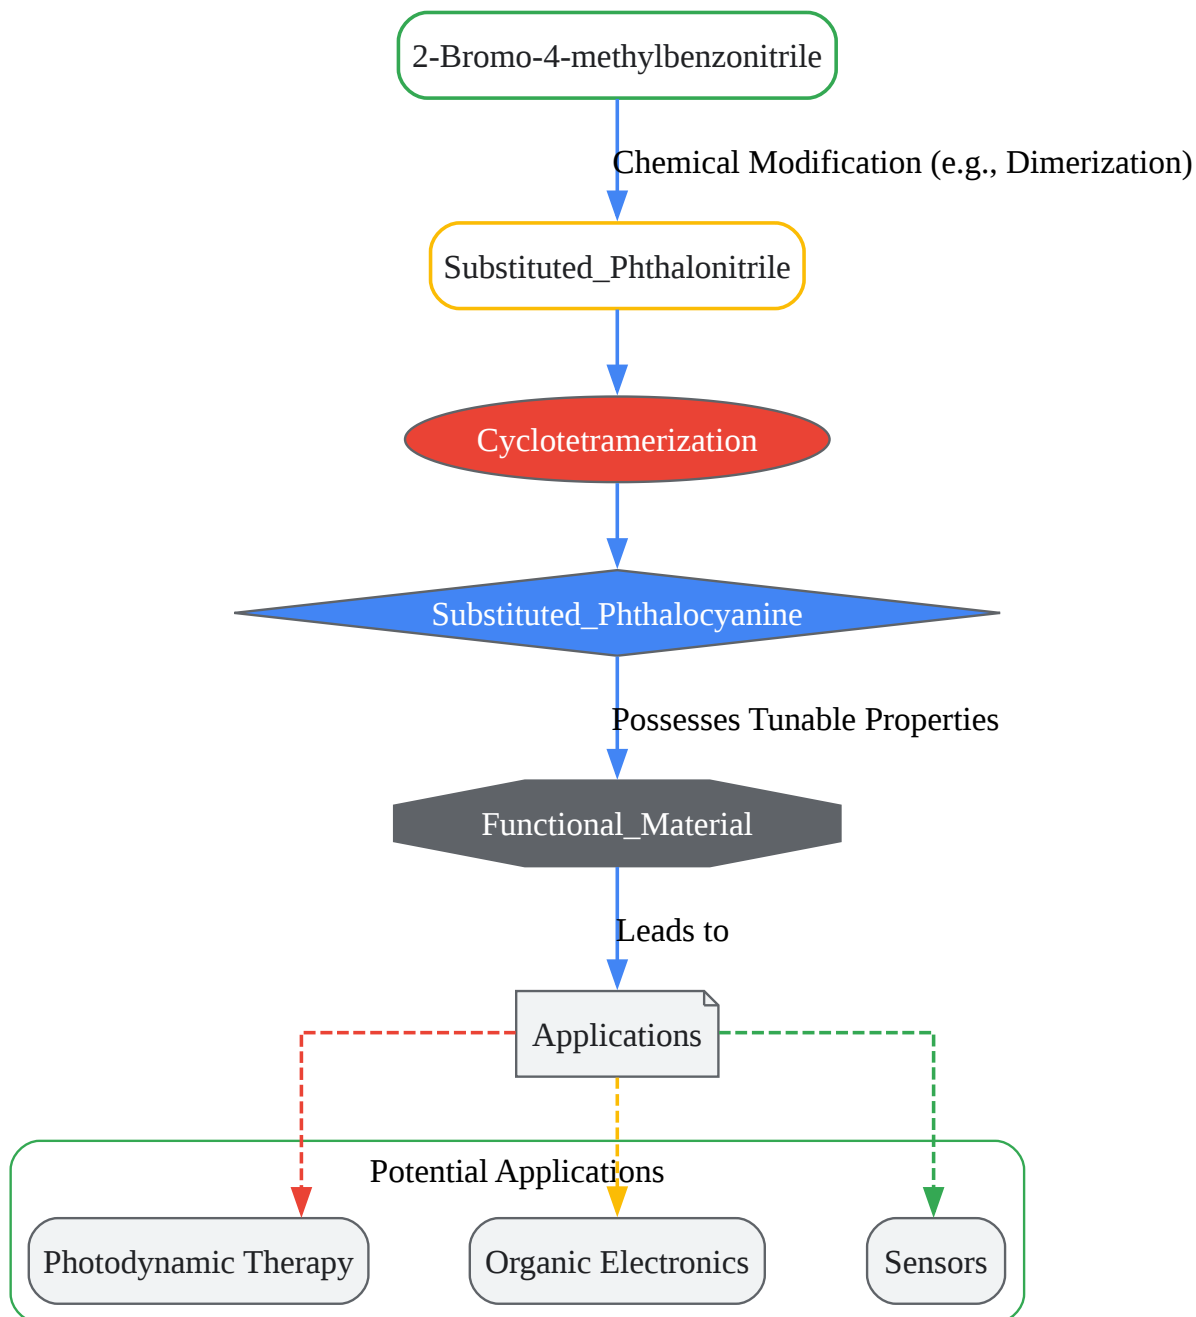 2-Bromo-4-methylbenzonitrile
Chemical Modification (e.g., Dimerization)
Substituted_Phthalonitrile
Cyclotetramerization
Substituted_Phthalocyanine
Possesses Tunable Properties
Functional_Material
Leads to
Applications
Potential Applications
Photodynamic Therapy
Organic Electronics
Sensors